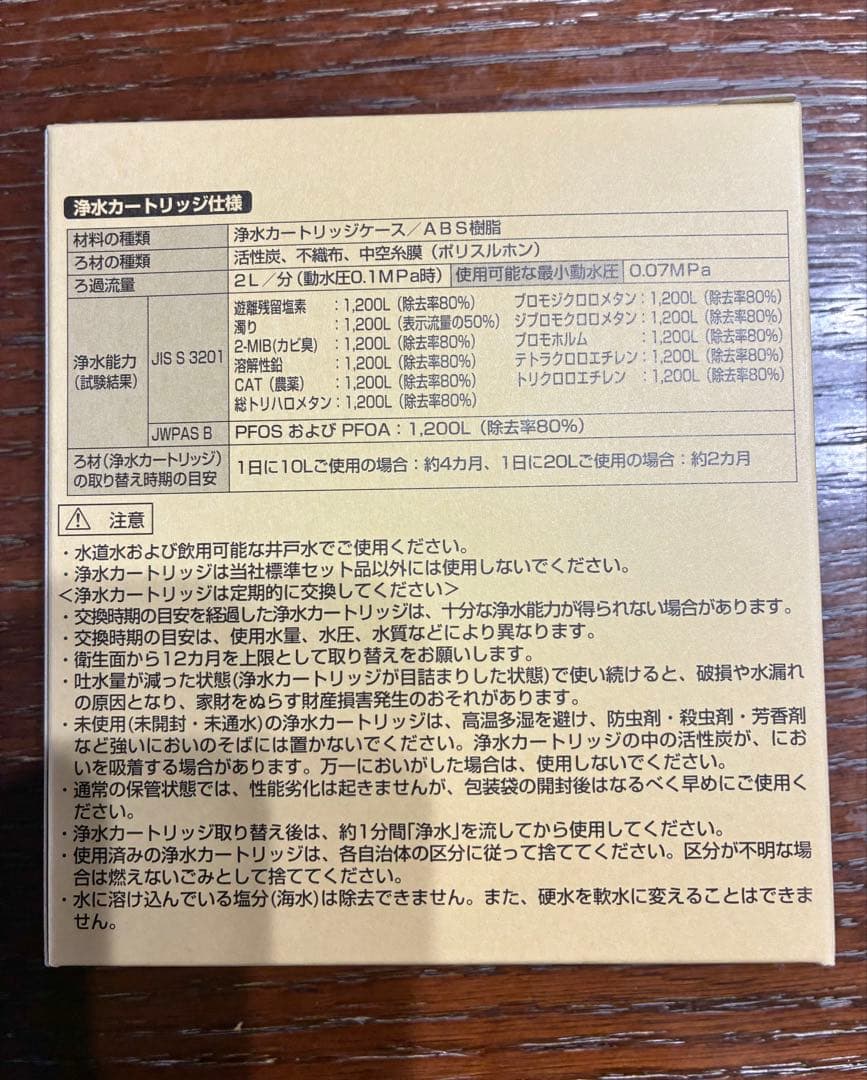 浄水カートリッジ仕様
材料の種類 浄水カートリッジケース／ABS樹脂
ろ材の種類 活性炭、不織布、中空糸膜（ポリスルホン）
ろ過流量 2L／分（動水圧0.1MPa時） 使用可能な最小動水圧 0.07MPa
浄水能力（試験結果）
JIS S 3201
遊離残留塩素 ：1,200L（除去率80%） ブロモジクロロメタン：1,200L（除去率80%）
濁り ：1,200L（表示流量の50%） ジブロモクロロメタン：1,200L（除去率80%）
2-MIB(カビ臭) ：1,200L（除去率80%） ブロモホルム ：1,200L（除去率80%）
溶解性鉛 ：1,200L（除去率80%） テトラクロロエチレン：1,200L（除去率80%）
CAT（農薬） ：1,200L（除去率80%） トリクロロエチレン ：1,200L（除去率80%）
総トリハロメタン：1,200L（除去率80%）
JWPAS B PFOS および PFOA：1,200L（除去率80%）
ろ材（浄水カートリッジ）
の取り替え時期の目安 1日に10Lご使用の場合：約4カ月、1日に20Lご使用の場合：約2カ月
⚠ 注意
・水道水および飲用可能な井戸水でご使用ください。
・浄水カートリッジは当社標準セット品以外には使用しないでください。
＜浄水カートリッジは定期的に交換してください＞
・交換時期の目安を経過した浄水カートリッジは、十分な浄水能力が得られない場合があります。
・交換時期の目安は、使用水量、水圧、水質などにより異なります。
・衛生面から12カ月を上限として取り替えをお願いします。
・吐水量が減った状態(浄水カートリッジが目詰まりした状態)で使い続けると、破損や水漏れ
の原因となり、家財をぬらす財産損害発生のおそれがあります。
・未使用(未開封・未通水)の浄水カートリッジは、高温多湿を避け、防虫剤・殺虫剤・芳香剤
など強いにおいのそばには置かないでください。浄水カートリッジの中の活性炭が、にお
いを吸着する場合があります。万一においがした場合は、使用しないでください。
・通常の保管状態では、性能劣化は起きませんが、包装袋の開封後はなるべく早めにご使用く
ださい。
・浄水カートリッジ取り替え後は、約1分間「浄水」を流してから使用してください。
・使用済みの浄水カートリッジは、各自治体の区分に従って捨ててください。区分が不明な場
合は燃えないごみとして捨ててください。
・水に溶け込んでいる塩分(海水)は除去できません。また、硬水を軟水に変えることはできま
せん。